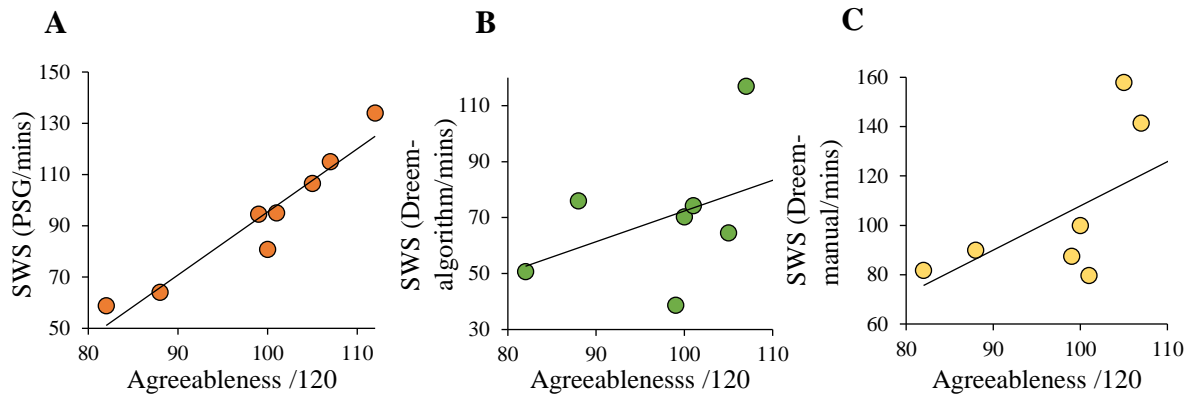 A
SWS (PSG/mins)
150
130
110
90
70
50
80
90
100
110
Agreeableness /120
B
SWS (Dreem-
algorithm/mins)
110
90
70
50
30
80
90
100
110
Agreeablenesss /120
C
SWS (Dreem-
manual/mins)
160
140
120
100
80
60
80
90
100
110
Agreeableness /120